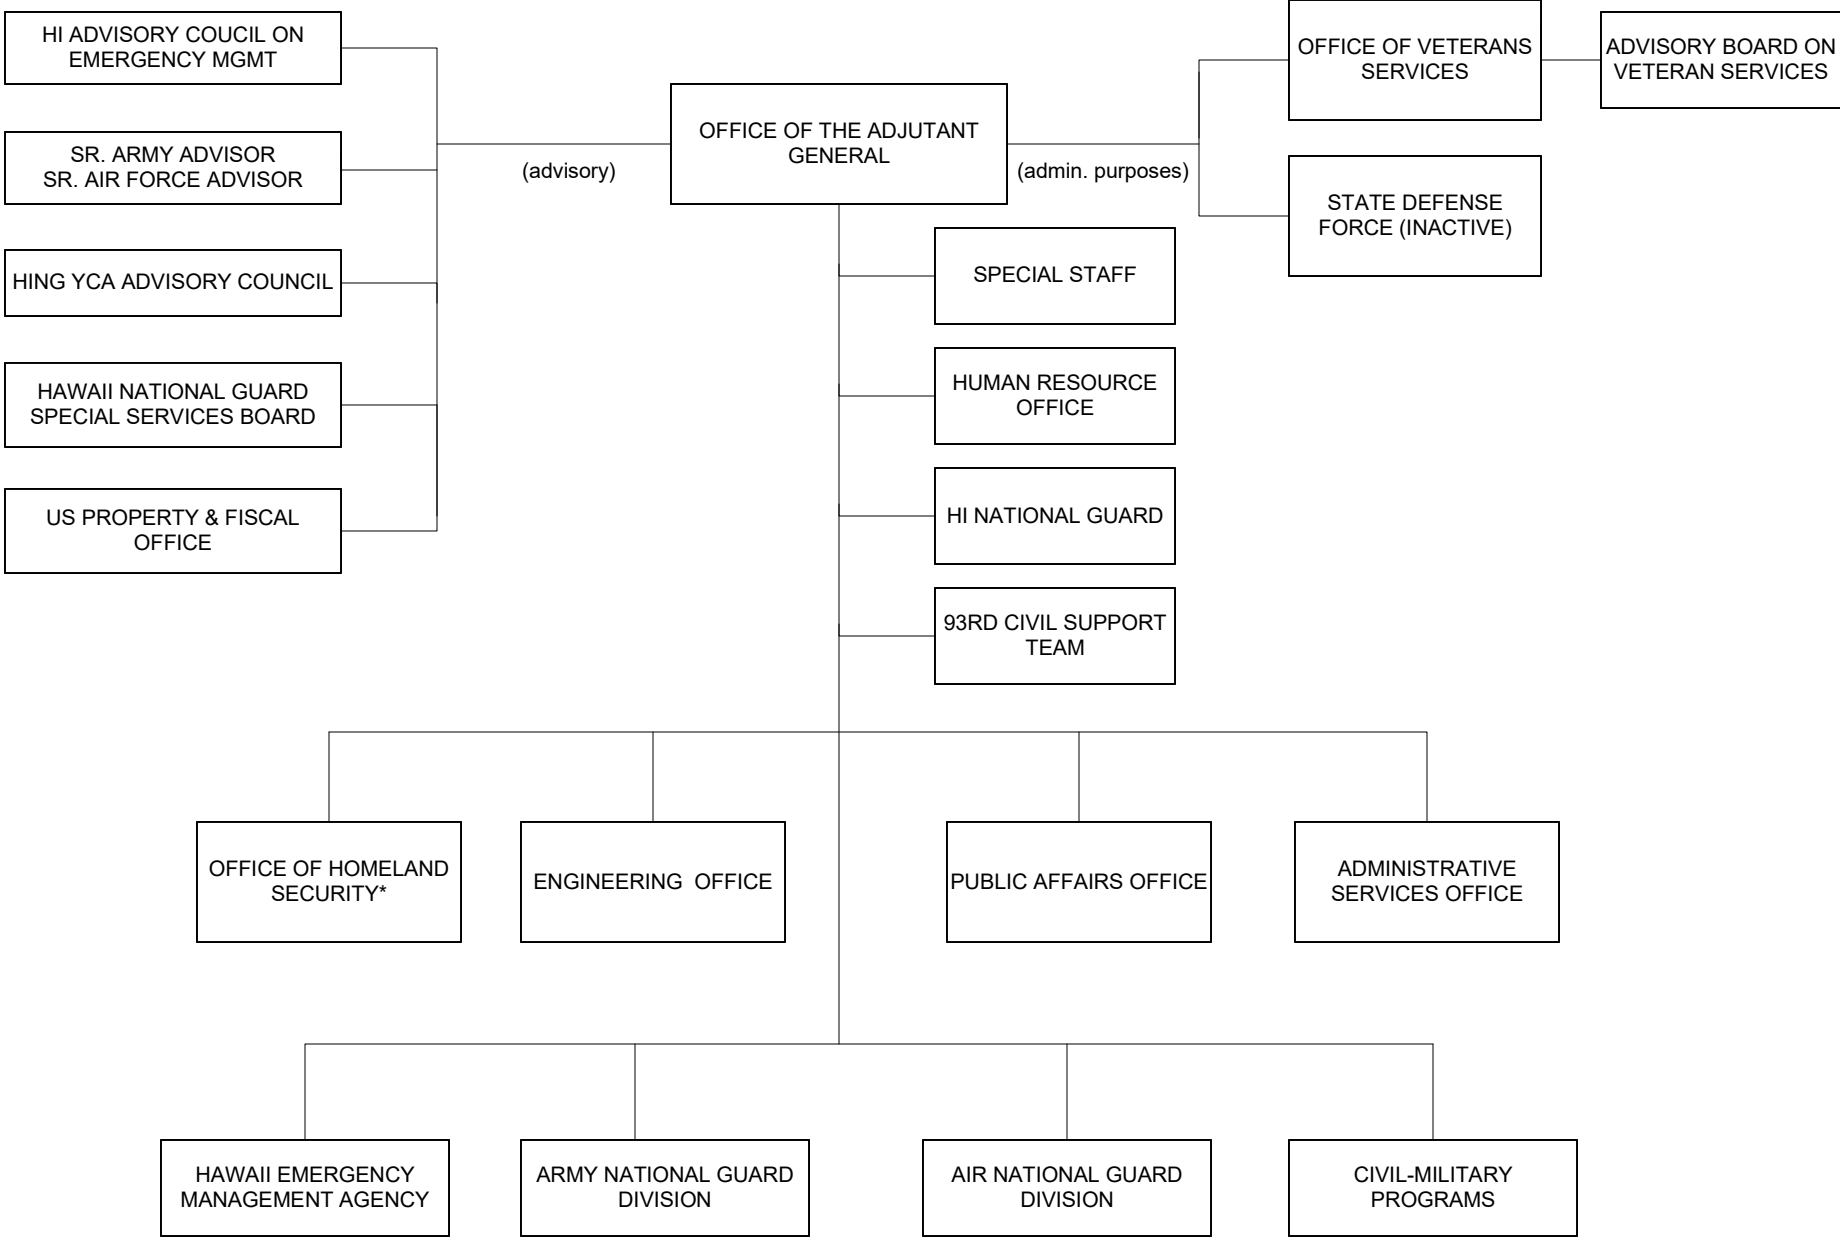 HI ADVISORY COUCIL ON
EMERGENCY MGMT
SR. ARMY ADVISOR
SR. AIR FORCE ADVISOR
HING YCA ADVISORY COUNCIL
HAWAII NATIONAL GUARD
SPECIAL SERVICES BOARD
US PROPERTY & FISCAL
OFFICE
(advisory)
OFFICE OF THE ADJUTANT
GENERAL
(admin. purposes)
OFFICE OF VETERANS
SERVICES
ADVISORY BOARD ON
VETERAN SERVICES
STATE DEFENSE
FORCE (INACTIVE)
SPECIAL STAFF
HUMAN RESOURCE
OFFICE
HI NATIONAL GUARD
93RD CIVIL SUPPORT
TEAM
OFFICE OF HOMELAND
SECURITY*
ENGINEERING  OFFICE
PUBLIC AFFAIRS OFFICE
ADMINISTRATIVE
SERVICES OFFICE
HAWAII EMERGENCY
MANAGEMENT AGENCY
ARMY NATIONAL GUARD
DIVISION
AIR NATIONAL GUARD
DIVISION
CIVIL-MILITARY
PROGRAMS